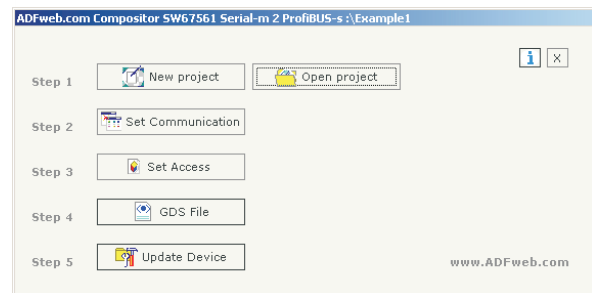 ADFweb.com Compositor SW67561 Serial-m 2 ProfiBUS-s :\Example1
i X
Step 1 New project Open project
Step 2 Set Communication
Step 3 Set Access
Step 4 GDS File
Step 5 Update Device
www.ADFweb.com